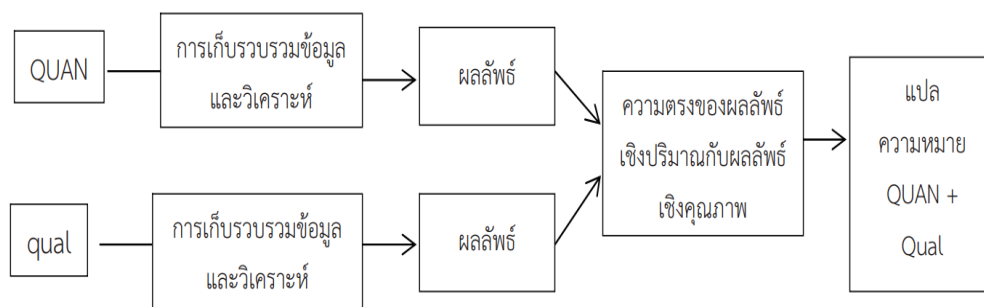 QUAN
การเก็บรวบรวมข้อมูล
และวิเคราะห์
ผลลัพธ์
qual
การเก็บรวบรวมข้อมูล
และวิเคราะห์
ผลลัพธ์
ความตรงของผลลัพธ์
เชิงปริมาณกับผลลัพธ์
เชิงคุณภาพ
แปล
ความหมาย
QUAN +
Qual